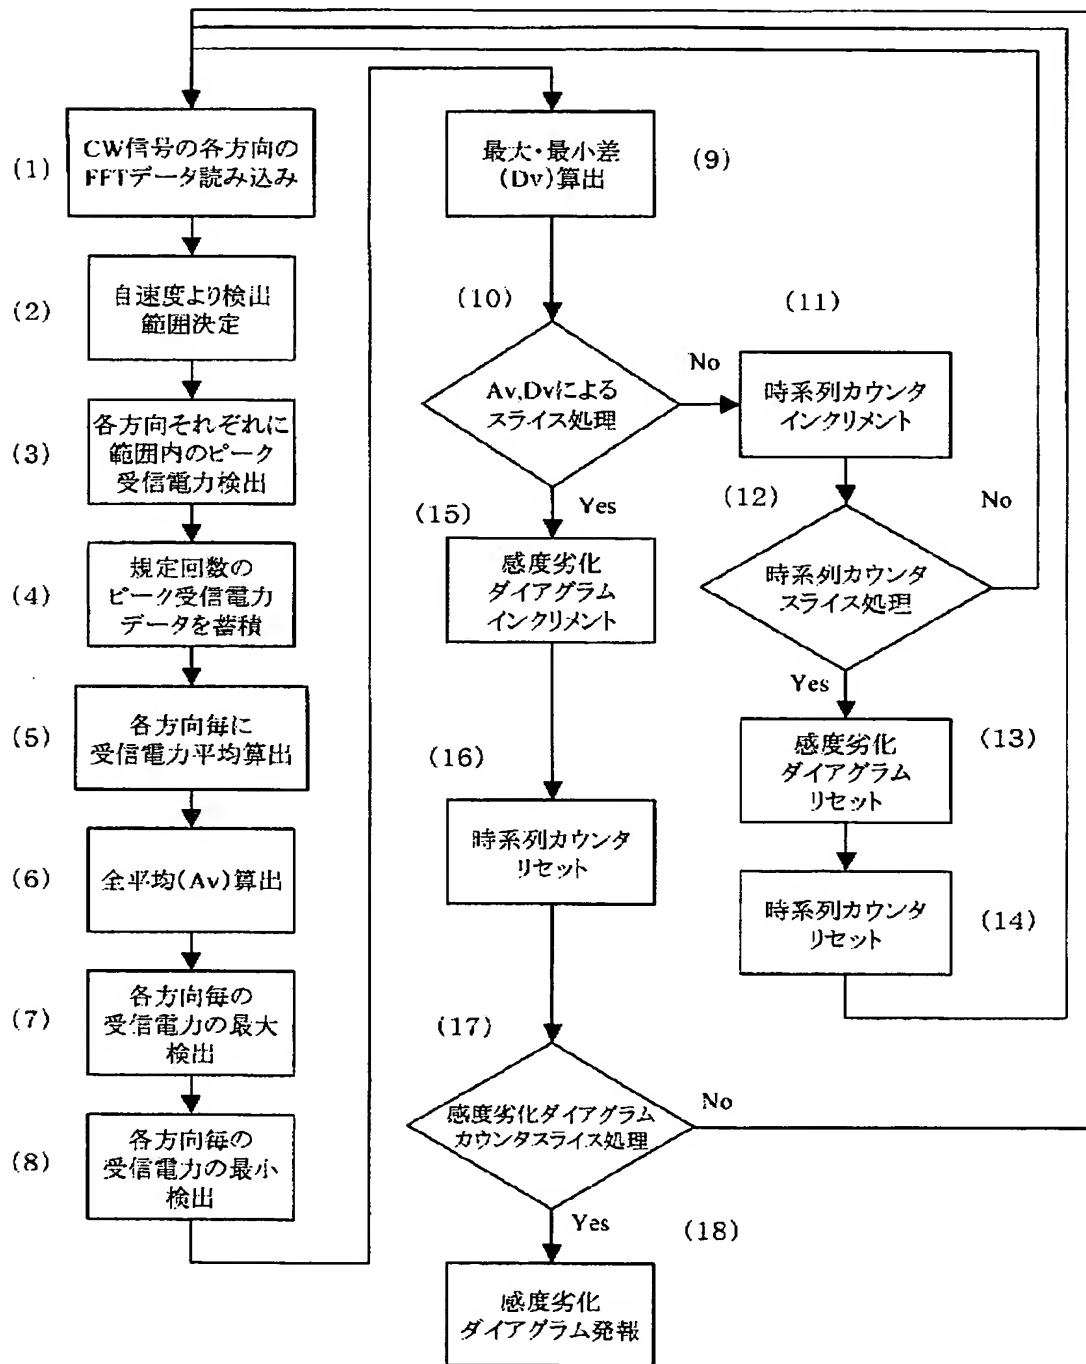 (1)
CW信号の各方向の
FFTデータ読み込み
(2)
自速度より検出
範囲決定
(3)
各方向それぞれに
範囲内のピーク
受信電力検出
(4)
規定回数の
ピーク受信電力
データを蓄積
(5)
各方向毎に
受信電力平均算出
(6)
全平均(Av)算出
(7)
各方向毎の
受信電力の最大
検出
(8)
各方向毎の
受信電力の最小
検出
最大・最小差
(Dv)算出
(9)
(10)
Av,Dvによる
スライス処理
No
Yes
(11)
時系列カウンタ
インクリメント
(12)
時系列カウンタ
スライス処理
No
Yes
感度劣化
ダイアグラム
リセット
(13)
時系列カウンタ
リセット
(14)
(15)
感度劣化
ダイアグラム
インクリメント
(16)
時系列カウンタ
リセット
(17)
感度劣化ダイアグラム
カウンタスライス処理
No
Yes
(18)
感度劣化
ダイアグラム発報